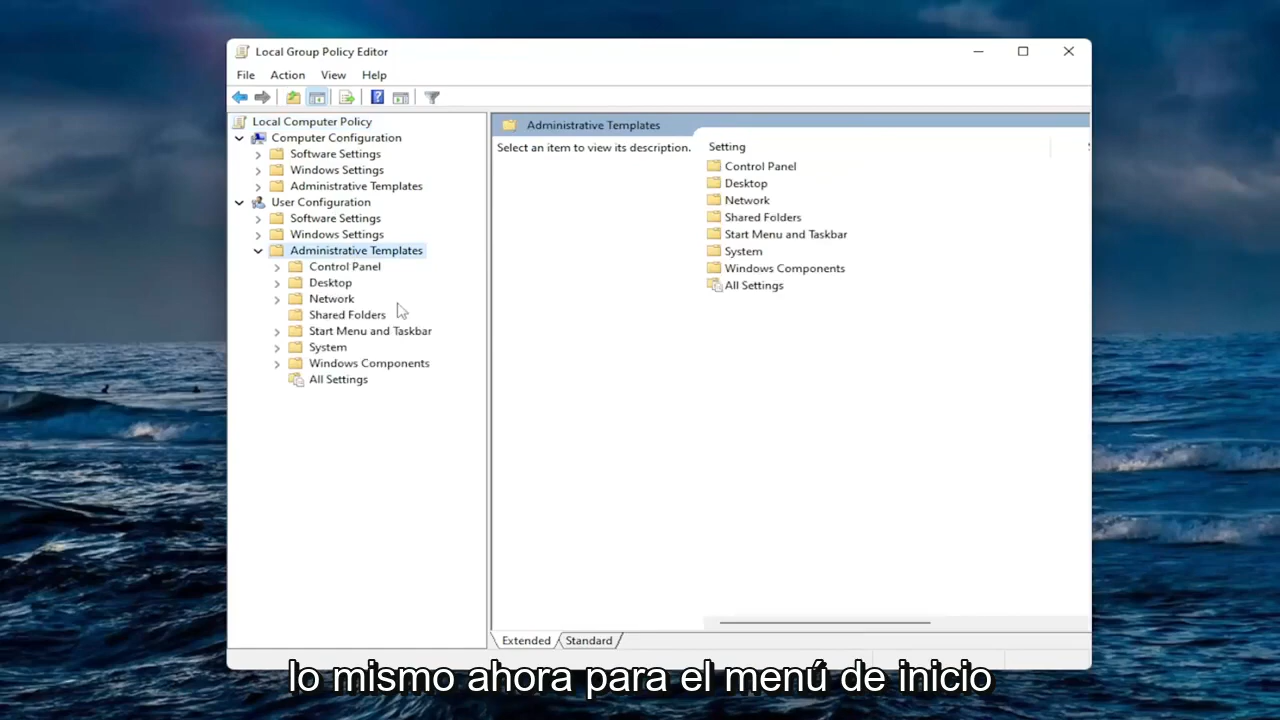 Local Group Policy Editor
File Action View Help
Local Computer Policy
Computer Configuration
Software Settings
Windows Settings
Administrative Templates
User Configuration
Software Settings
Windows Settings
Administrative Templates
Control Panel
Desktop
Network
Shared Folders
Start Menu and Taskbar
System
Windows Components
All Settings
Administrative Templates
Select an item to view its description.
Setting
Control Panel
Desktop
Network
Shared Folders
Start Menu and Taskbar
System
Windows Components
All Settings
Extended Standard
lo mismo ahora para el menú de inicio